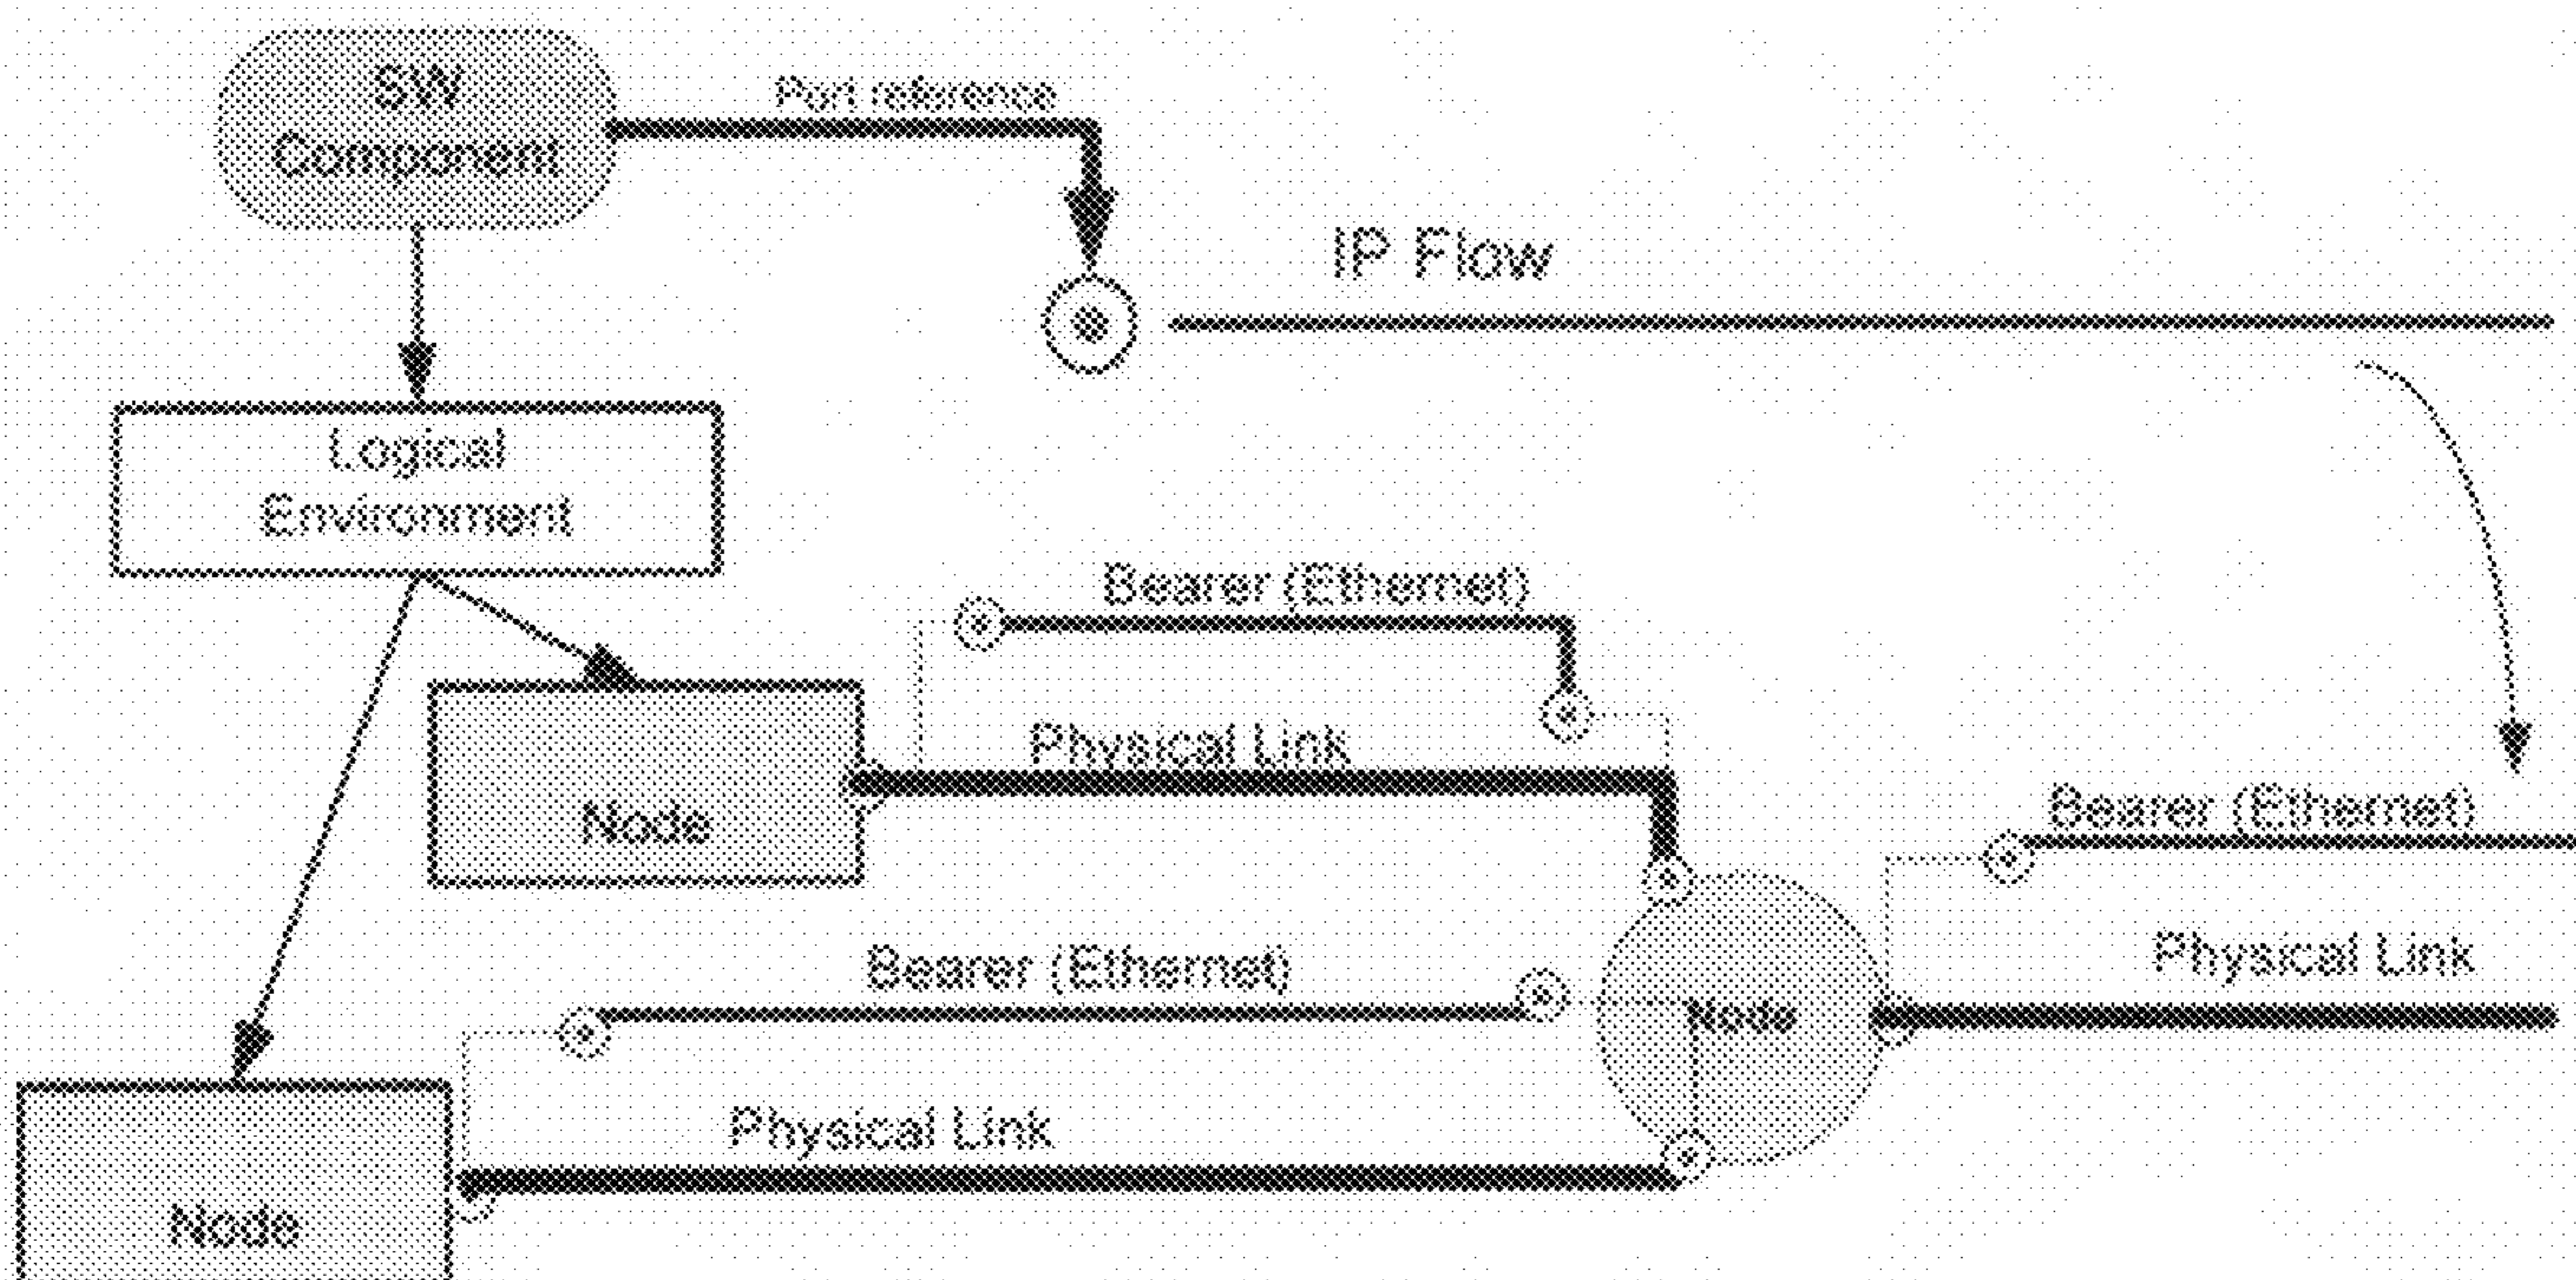 SW
Component
Port reference
IP Flow
Logical
Environment
Bearer (Ethernet)
Physical Link
Node
Bearer (Ethernet)
Bearer (Ethernet)
Physical Link
Node
Physical Link
Node